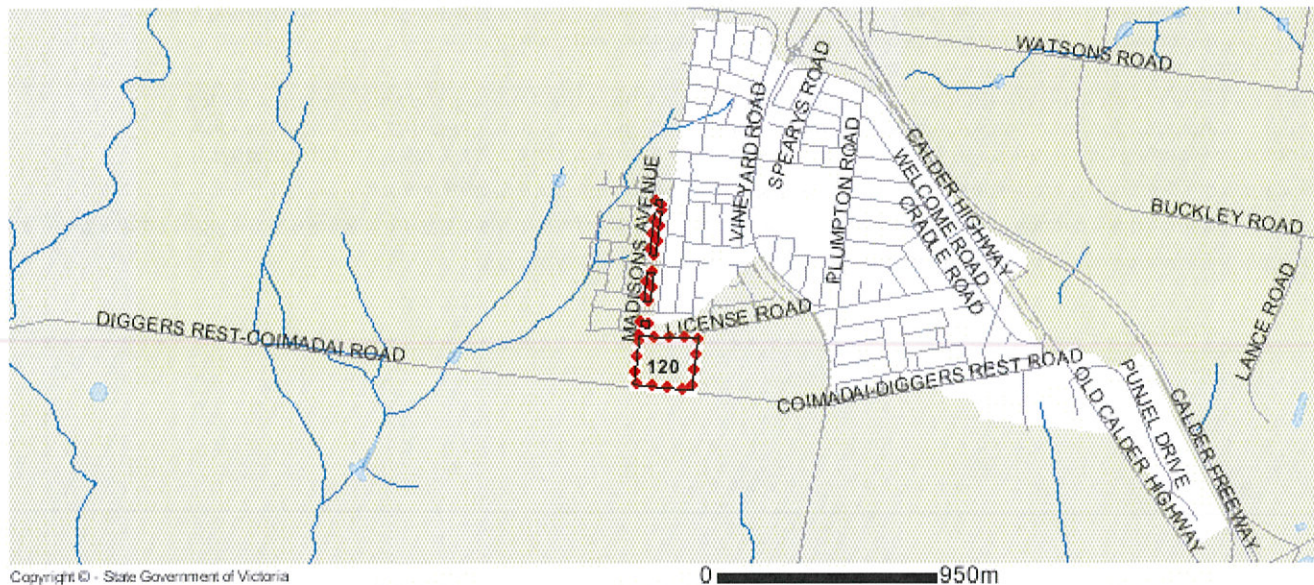 WATSONS ROAD
SPEARYS ROAD
VINEYARD ROAD
CALDER HIGHWAY
PLUMPTON ROAD
WELCOME ROAD
CRADLE ROAD
MADISONS AVENUE
BUCKLEY ROAD
LICENSE ROAD
DIGGERS REST-COIMADAI ROAD
LANCE ROAD
120
COIMADAI-DIGGERS REST ROAD
OLD CALDER HIGHWAY
PUNJEL DRIVE
CALDER FREEWAY
Copyright © - State Government of Victoria
0 950m